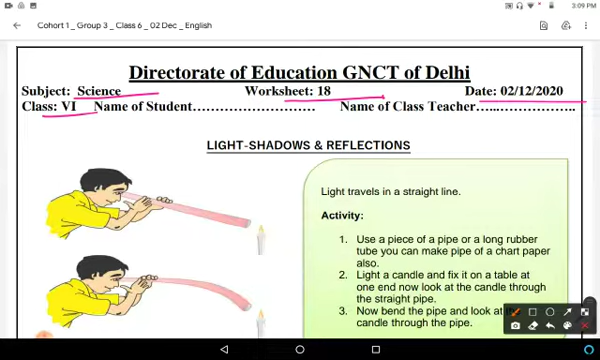 3:09 PM
Cohort 1 _ Group 3 _ Class 6 _ 02 Dec _ English
Directorate of Education GNCT of Delhi
Subject: Science Worksheet: 18 Date: 02/12/2020
Class: VI Name of Student………………………. Name of Class Teacher…...……………..
LIGHT-SHADOWS & REFLECTIONS
Light travels in a straight line.
Activity:
1. Use a piece of a pipe or a long rubber
tube you can make pipe of a chart paper
also.
2. Light a candle and fix it on a table at
one end now look at the candle through
the straight pipe.
3. Now bend the pipe and look at
candle through the pipe.